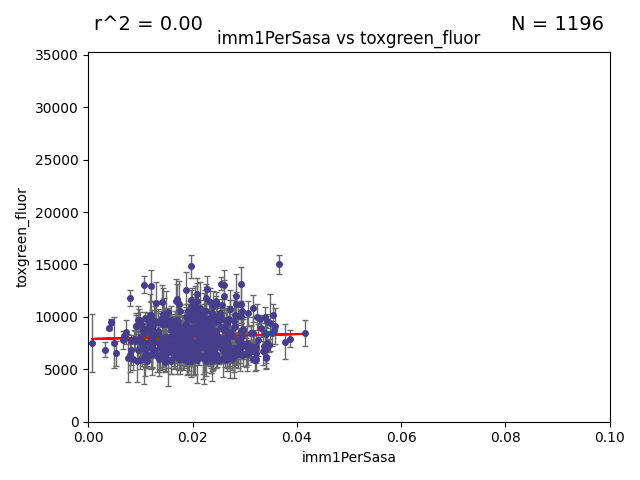 r^2 = 0.00
N = 1196
imm1PerSasa vs toxgreen_fluor
35000
30000
25000
20000
15000
10000
5000
0
toxgreen_fluor
0.00
0.02
0.04
0.06
0.08
0.10
imm1PerSasa